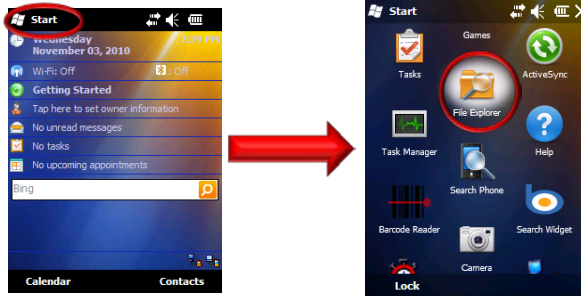 Start
Wednesday
November 03, 2010
7:39 PM
Wi-Fi: Off
: Off
Getting Started
Tap here to set owner information
No unread messages
No tasks
No upcoming appointments
Bing
Calendar
Contacts
Start
Games
Tasks
ActiveSync
File Explorer
Task Manager
Help
Search Phone
Barcode Reader
Search Widget
Camera
Lock